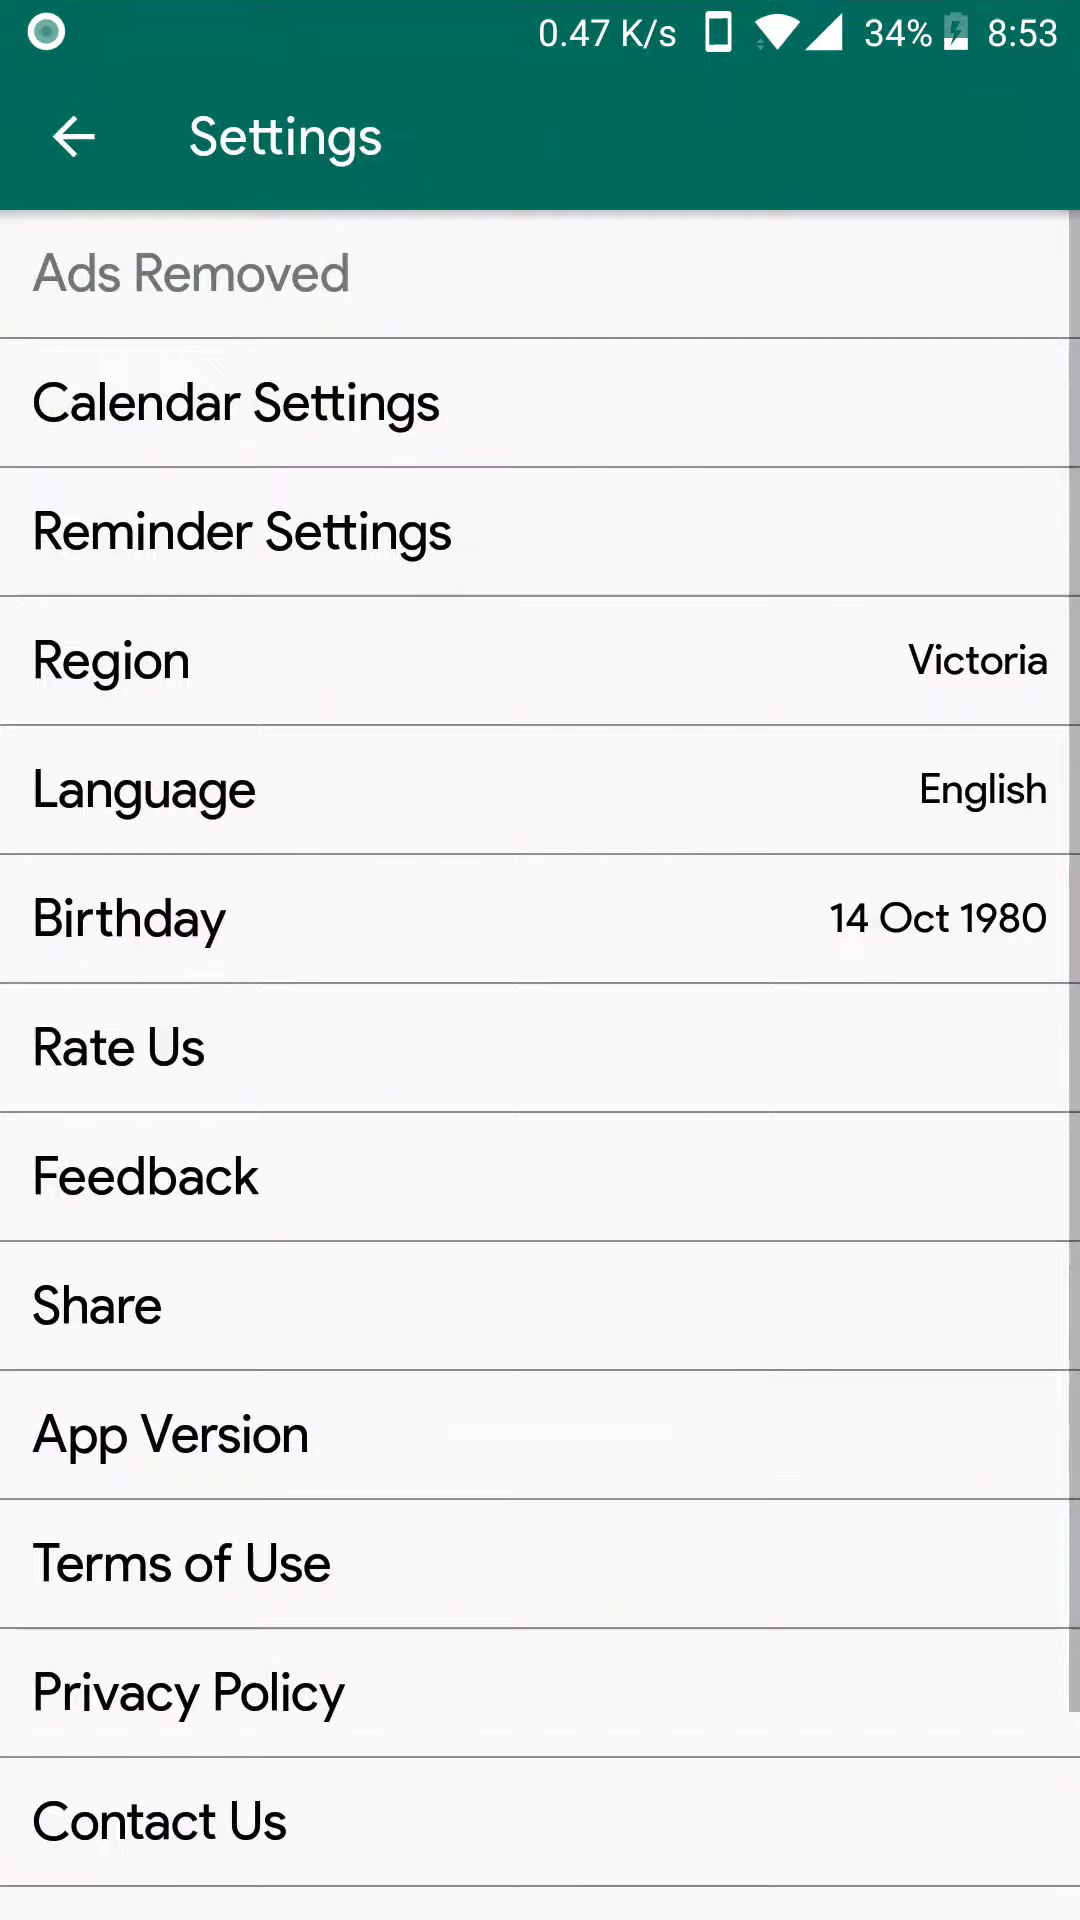 0.47 K/s 34% 8:53
Settings
Ads Removed
Calendar Settings
Reminder Settings
Region Victoria
Language English
Birthday 14 Oct 1980
Rate Us
Feedback
Share
App Version
Terms of Use
Privacy Policy
Contact Us